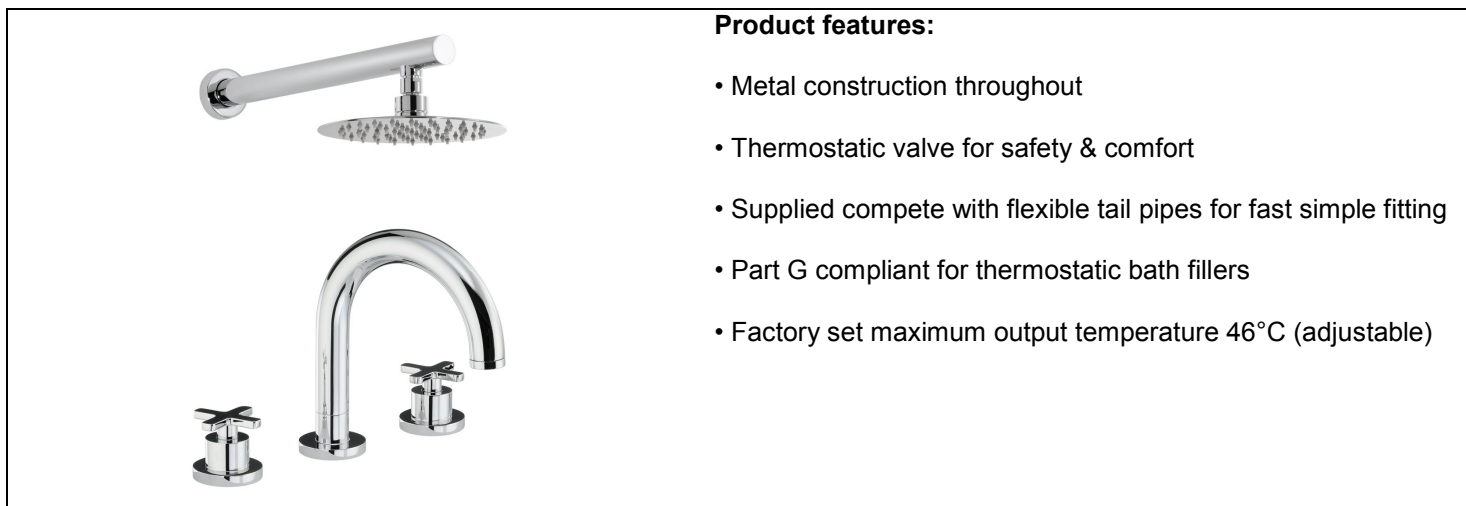 Product features:
• Metal construction throughout
• Thermostatic valve for safety & comfort
• Supplied compete with flexible tail pipes for fast simple fitting
• Part G compliant for thermostatic bath fillers
• Factory set maximum output temperature 46°C (adjustable)